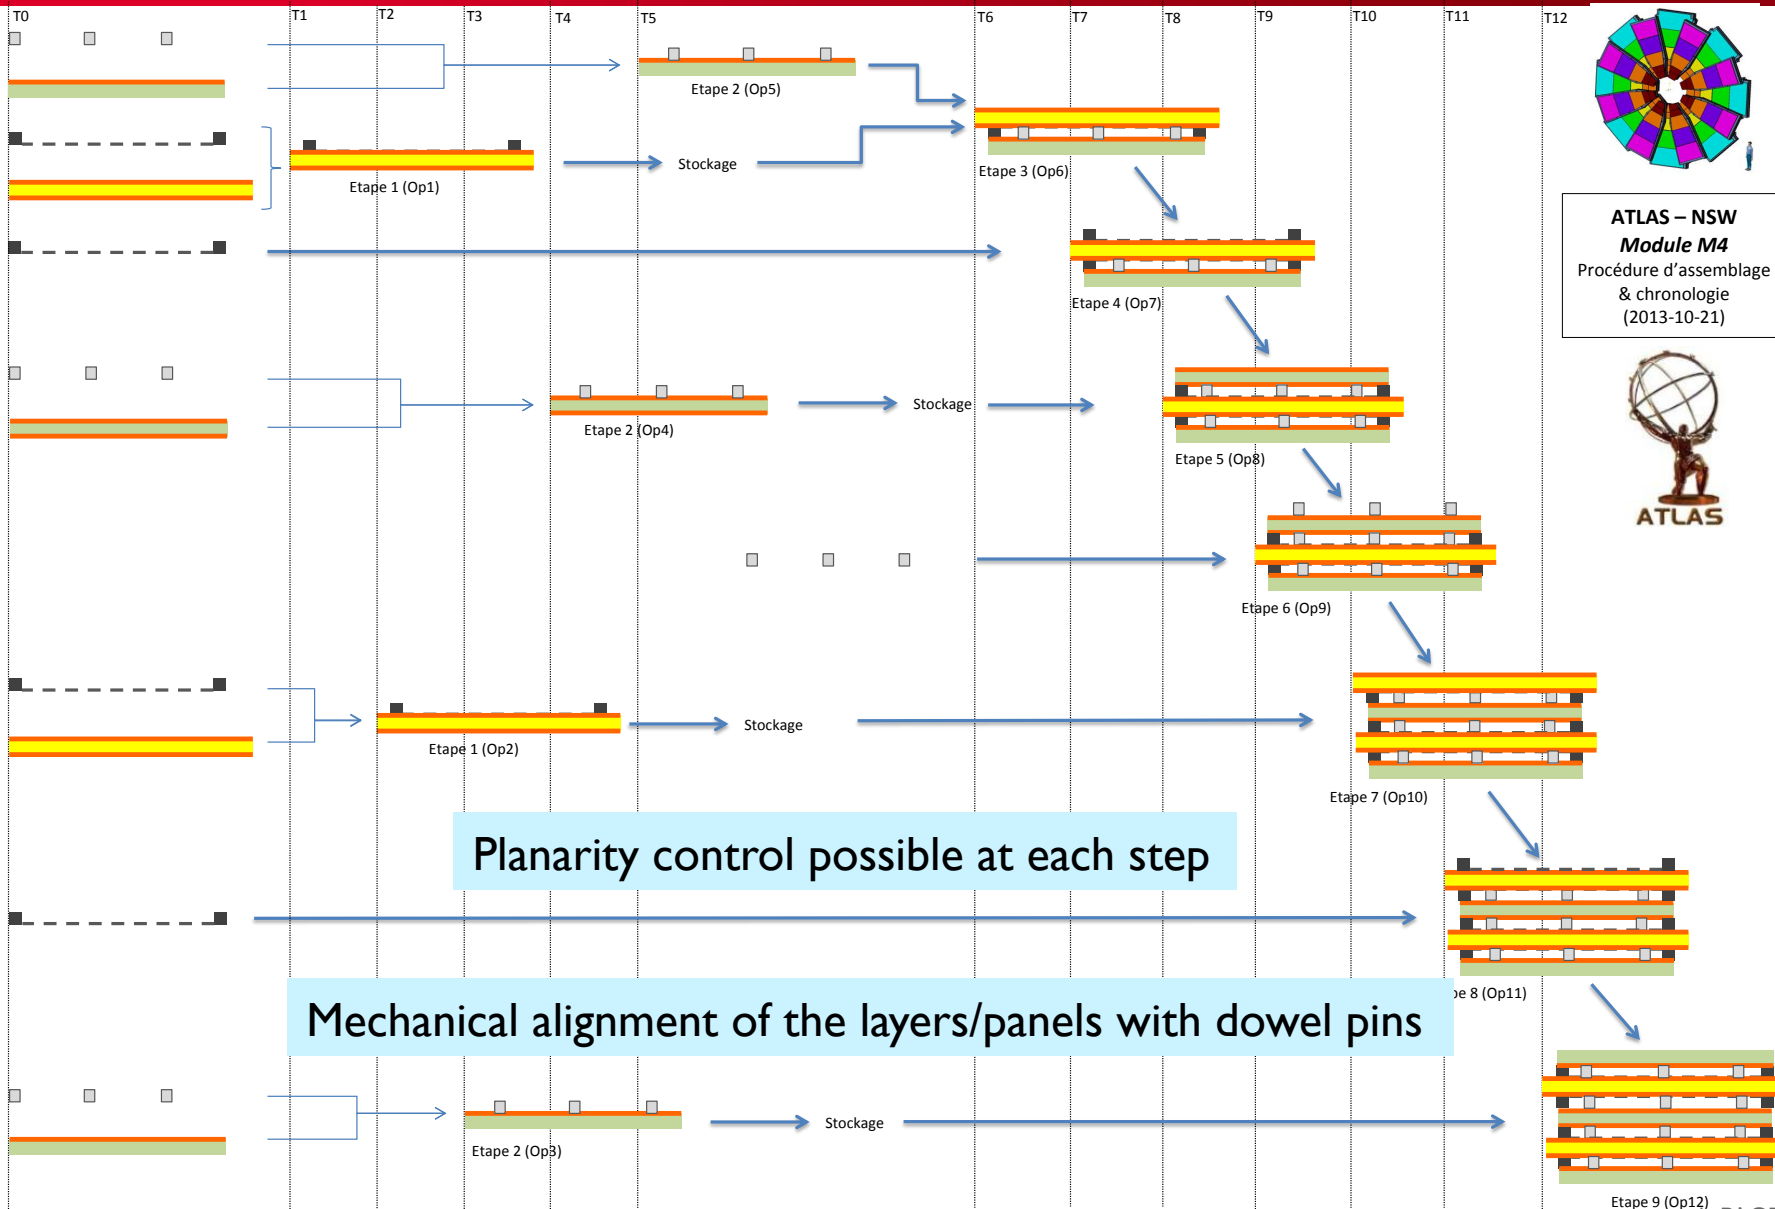 T0 T1 T2 T3 T4 T5 T6 T7 T8 T9 T10 T11 T12
Etape 2 (Op5)
Etape 1 (Op1)
Stockage
Etape 3 (Op6)
ATLAS – NSW
Module M4
Procédure d'assemblage
& chronologie
(2013-10-21)
Etape 4 (Op7)
Etape 2 (Op4)
Stockage
Etape 5 (Op8)
ATLAS
Etape 6 (Op9)
Etape 1 (Op2)
Stockage
Etape 7 (Op10)
Planarity control possible at each step
pe 8 (Op11)
Mechanical alignment of the layers/panels with dowel pins
Etape 2 (Op3)
Stockage
Etape 9 (Op12)